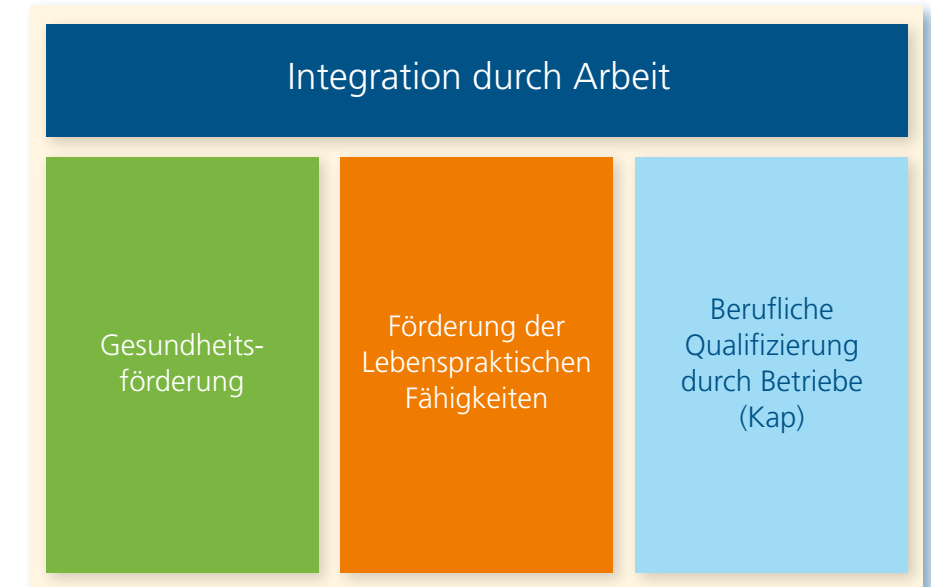 Integration durch Arbeit
Gesundheits-
förderung
Förderung der
Lebenspraktischen
Fähigkeiten
Berufliche
Qualifizierung
durch Betriebe
(Kap)